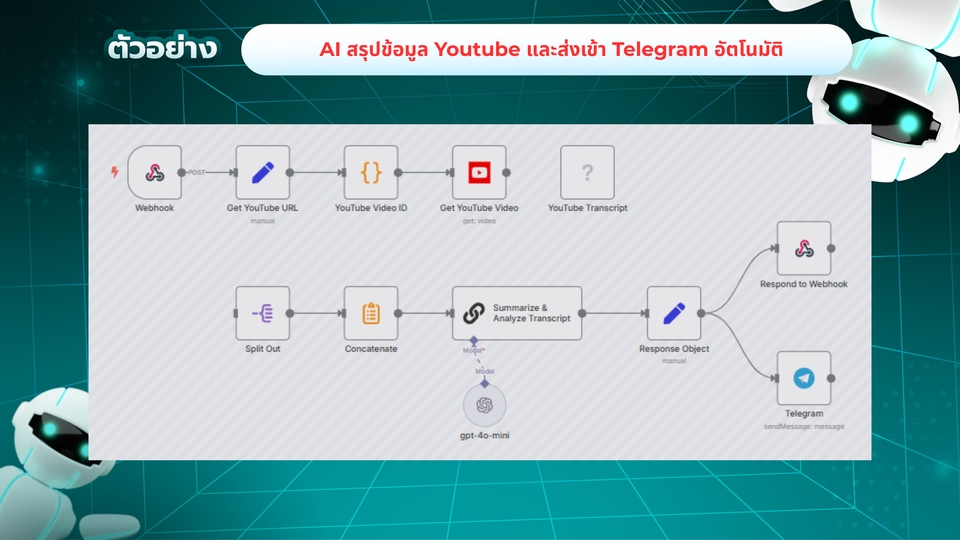 ตัวอย่าง
AI สรุปข้อมูล Youtube และส่งเข้า Telegram อัตโนมัติ
POST
Webhook
Get YouTube URL
manual
{}
YouTube Video ID
Get YouTube Video
get: video
?
YouTube Transcript
Respond to Webhook
Split Out
Concatenate
Summarize &
Analyze Transcript
Model*
Model
gpt-4o-mini
Response Object
manual
Telegram
sendMessage: message